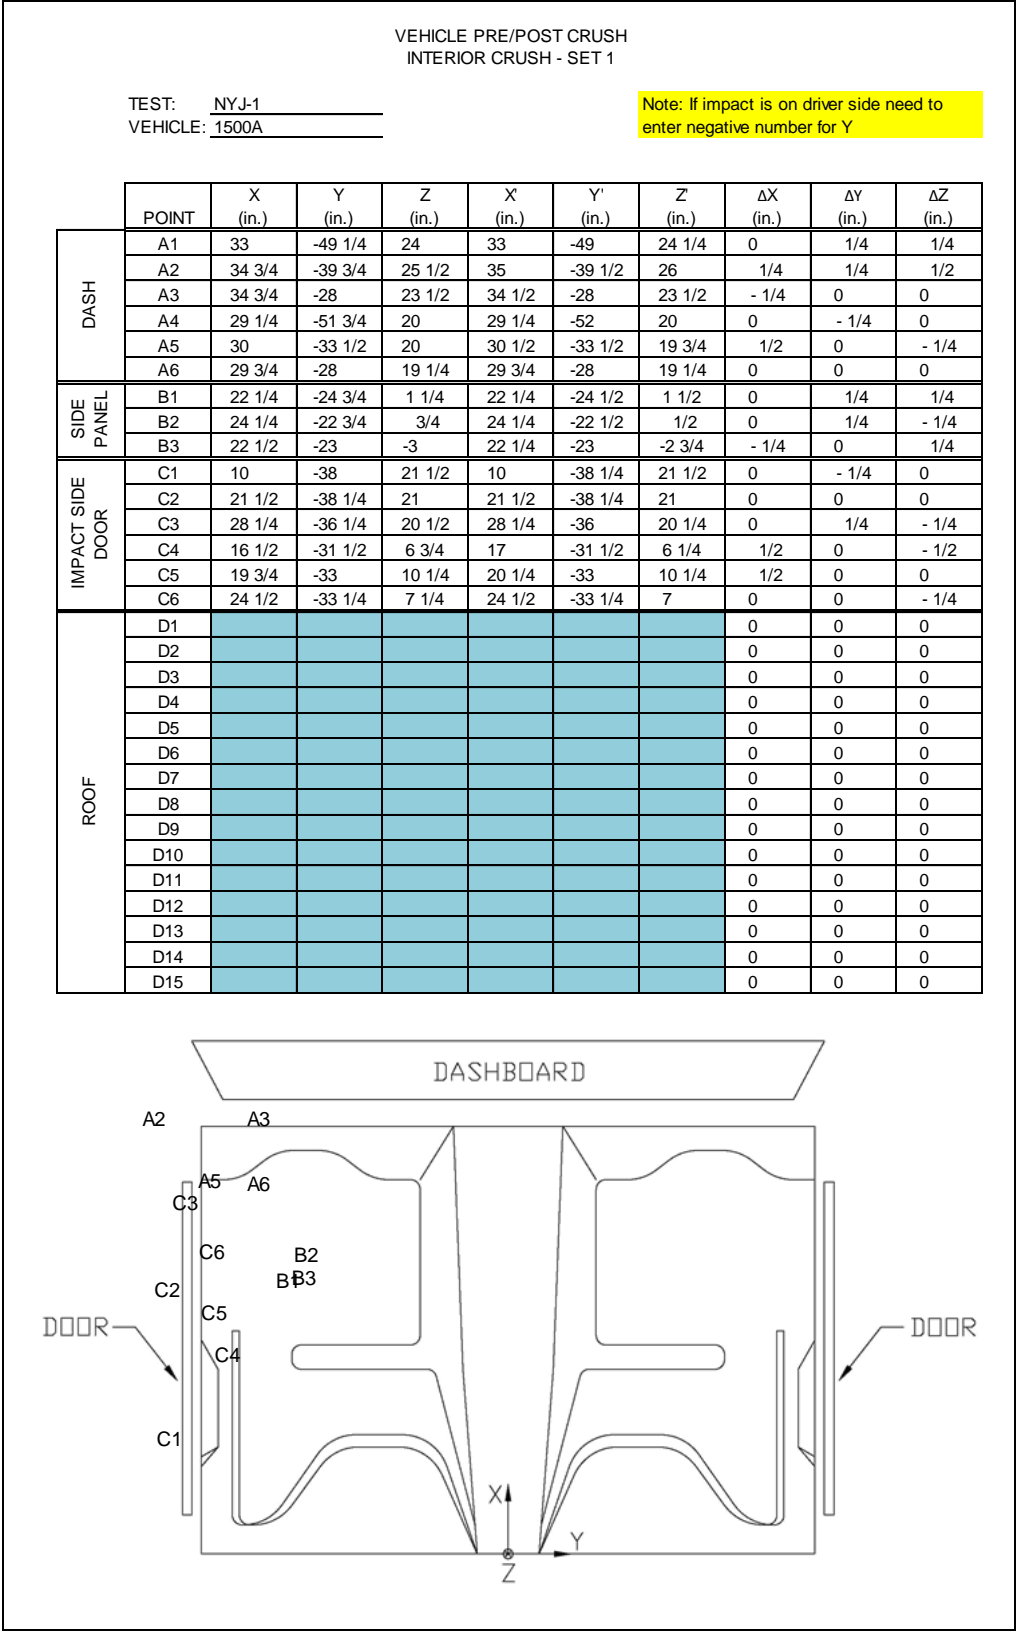 VEHICLE PRE/POST CRUSH
INTERIOR CRUSH - SET 1
TEST: NYJ-1
VEHICLE: 1500A
Note: If impact is on driver side need to
enter negative number for Y
X Y Z X' Y' Z' ΔX ΔY ΔZ
POINT (in.) (in.) (in.) (in.) (in.) (in.) (in.) (in.) (in.)
DASH
A1 33 -49 1/4 24 33 -49 24 1/4 0 1/4 1/4
A2 34 3/4 -39 3/4 25 1/2 35 -39 1/2 26 1/4 1/4 1/2
A3 34 3/4 -28 23 1/2 34 1/2 -28 23 1/2 - 1/4 0 0
A4 29 1/4 -51 3/4 20 29 1/4 -52 20 0 - 1/4 0
A5 30 -33 1/2 20 30 1/2 -33 1/2 19 3/4 1/2 0 - 1/4
A6 29 3/4 -28 19 1/4 29 3/4 -28 19 1/4 0 0 0
SIDE
PANEL
B1 22 1/4 -24 3/4 1 1/4 22 1/4 -24 1/2 1 1/2 0 1/4 1/4
B2 24 1/4 -22 3/4 3/4 24 1/4 -22 1/2 1/2 0 1/4 - 1/4
B3 22 1/2 -23 -3 22 1/4 -23 -2 3/4 - 1/4 0 1/4
IMPACT SIDE
DOOR
C1 10 -38 21 1/2 10 -38 1/4 21 1/2 0 - 1/4 0
C2 21 1/2 -38 1/4 21 21 1/2 -38 1/4 21 0 0 0
C3 28 1/4 -36 1/4 20 1/2 28 1/4 -36 20 1/4 0 1/4 - 1/4
C4 16 1/2 -31 1/2 6 3/4 17 -31 1/2 6 1/4 1/2 0 - 1/2
C5 19 3/4 -33 10 1/4 20 1/4 -33 10 1/4 1/2 0 0
C6 24 1/2 -33 1/4 7 1/4 24 1/2 -33 1/4 7 0 0 - 1/4
ROOF
D1 0 0 0
D2 0 0 0
D3 0 0 0
D4 0 0 0
D5 0 0 0
D6 0 0 0
D7 0 0 0
D8 0 0 0
D9 0 0 0
D10 0 0 0
D11 0 0 0
D12 0 0 0
D13 0 0 0
D14 0 0 0
D15 0 0 0
DASHBOARD
A2 A3
A5 A6
C3
C6 B2
B1 B3
C2
C5
DOOR DOOR
C4
C1
X
Y
Z